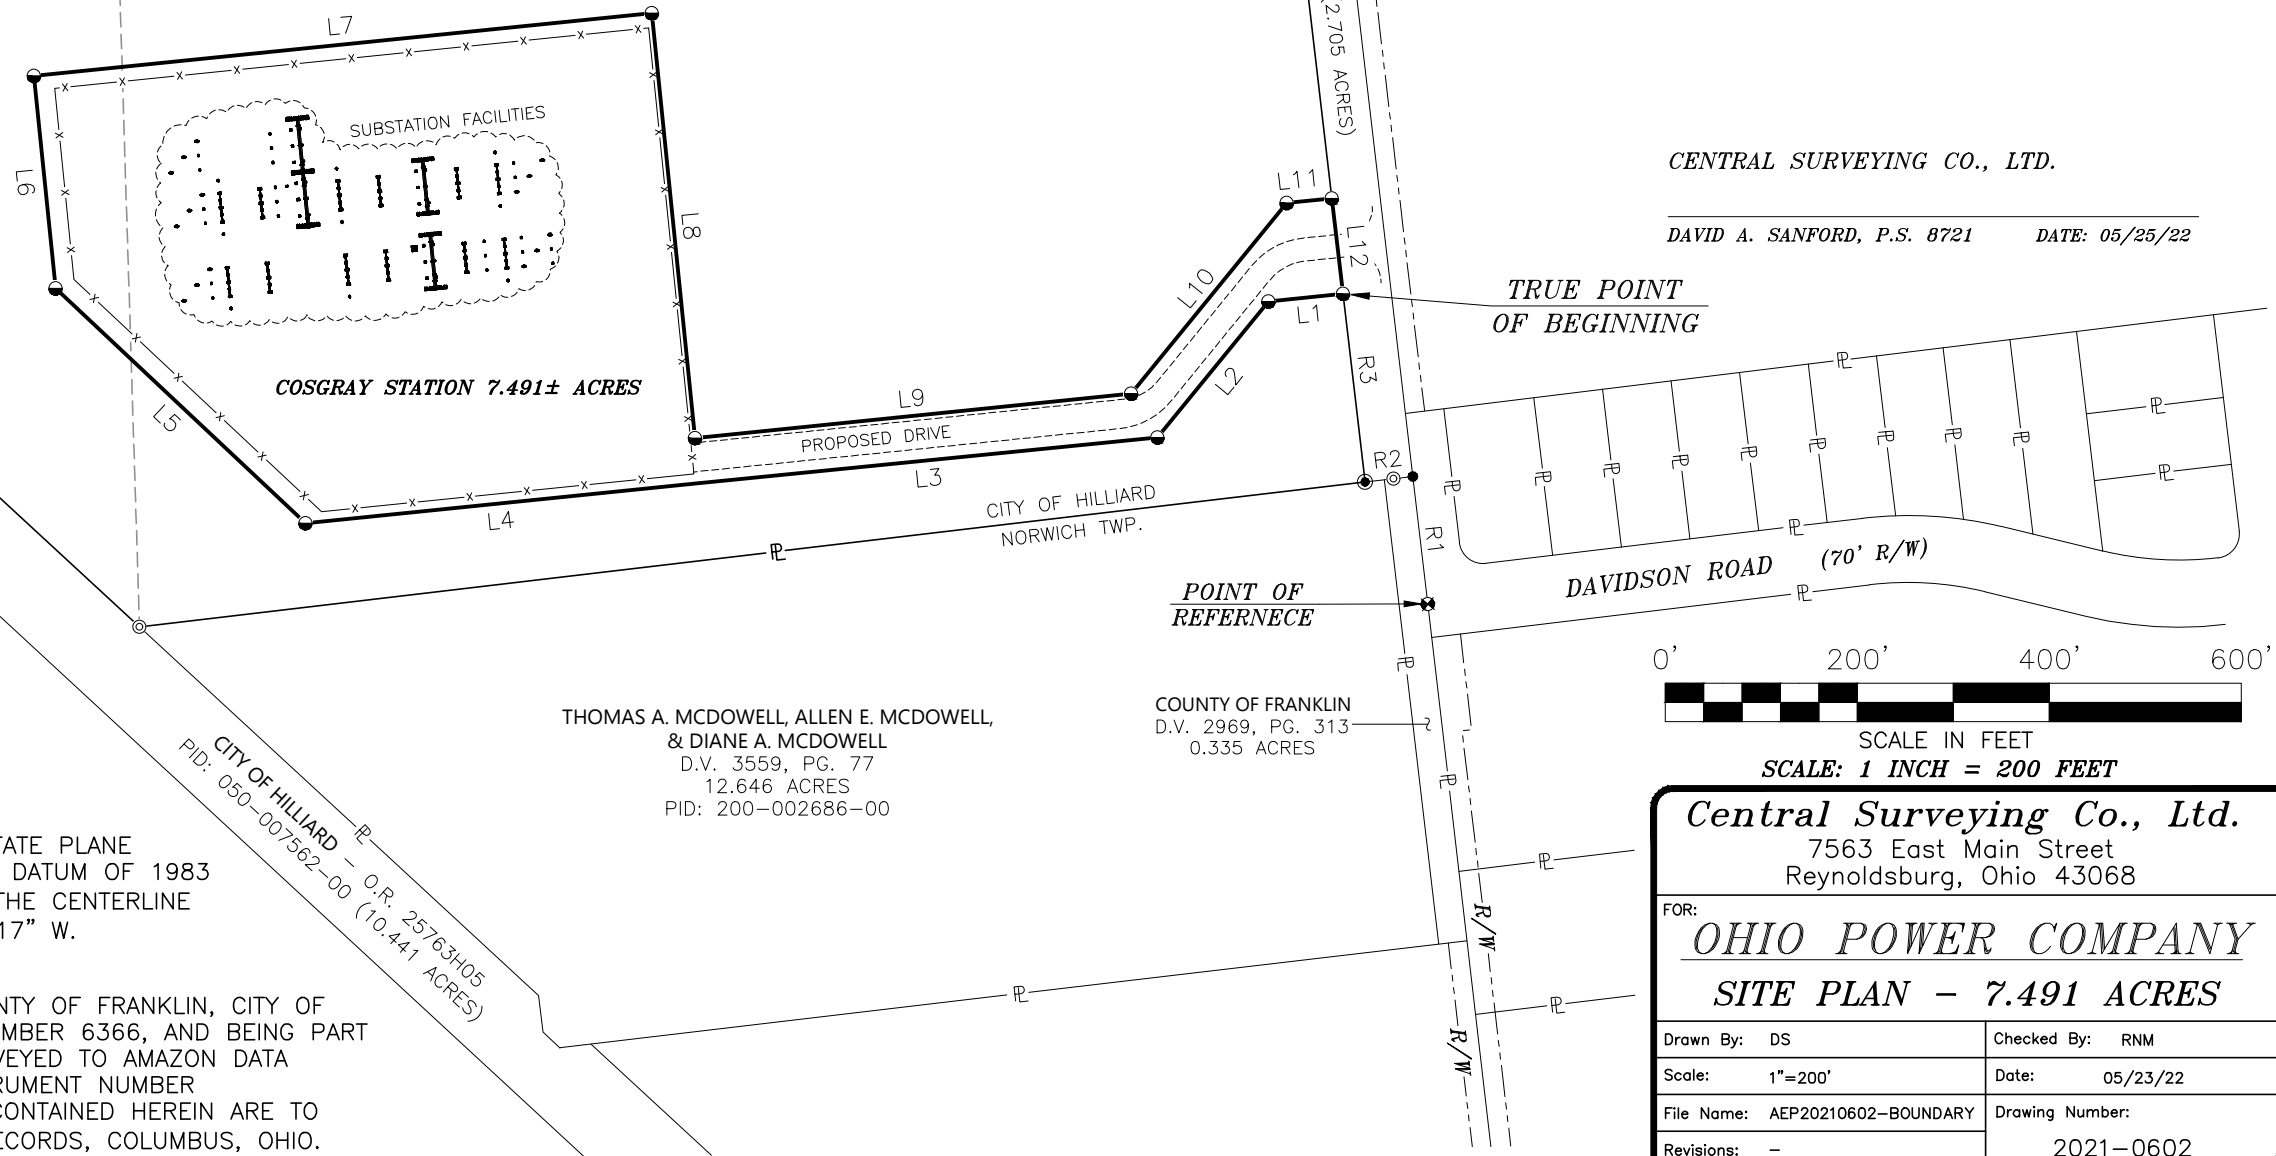 L7
(2.705 ACRES)
SUBSTATION FACILITIES
L6
L8
L11
L12
L10
L1
L2
R3
L9
L3
L4
L5
R2
R1
CENTRAL SURVEYING CO., LTD.
DAVID A. SANFORD, P.S. 8721 DATE: 05/25/22
TRUE POINT
OF BEGINNING
COSGRAY STATION 7.491± ACRES
PROPOSED DRIVE
CITY OF HILLIARD
NORWICH TWP.
DAVIDSON ROAD (70' R/W)
POINT OF
REFERNECE
0' 200' 400' 600'
SCALE IN FEET
SCALE: 1 INCH = 200 FEET
THOMAS A. MCDOWELL, ALLEN E. MCDOWELL,
& DIANE A. MCDOWELL
D.V. 3559, PG. 77
12.646 ACRES
PID: 200-002686-00
COUNTY OF FRANKLIN
D.V. 2969, PG. 313
0.335 ACRES
CITY OF HILLIARD - O.R. 25763H05
PID: 050-007562-00 (10.441 ACRES)
R/W
R/W
TATE PLANE
DATUM OF 1983
THE CENTERLINE
17" W.
NTY OF FRANKLIN, CITY OF
MBER 6366, AND BEING PART
VEYED TO AMAZON DATA
RUMENT NUMBER
CONTAINED HEREIN ARE TO
ECORDS, COLUMBUS, OHIO.
Central Surveying Co., Ltd.
7563 East Main Street
Reynoldsburg, Ohio 43068
FOR:
OHIO POWER COMPANY
SITE PLAN - 7.491 ACRES
Drawn By: DS
Checked By: RNM
Scale: 1"=200'
Date: 05/23/22
File Name: AEP20210602-BOUNDARY
Drawing Number:
2021-0602
Revisions: -